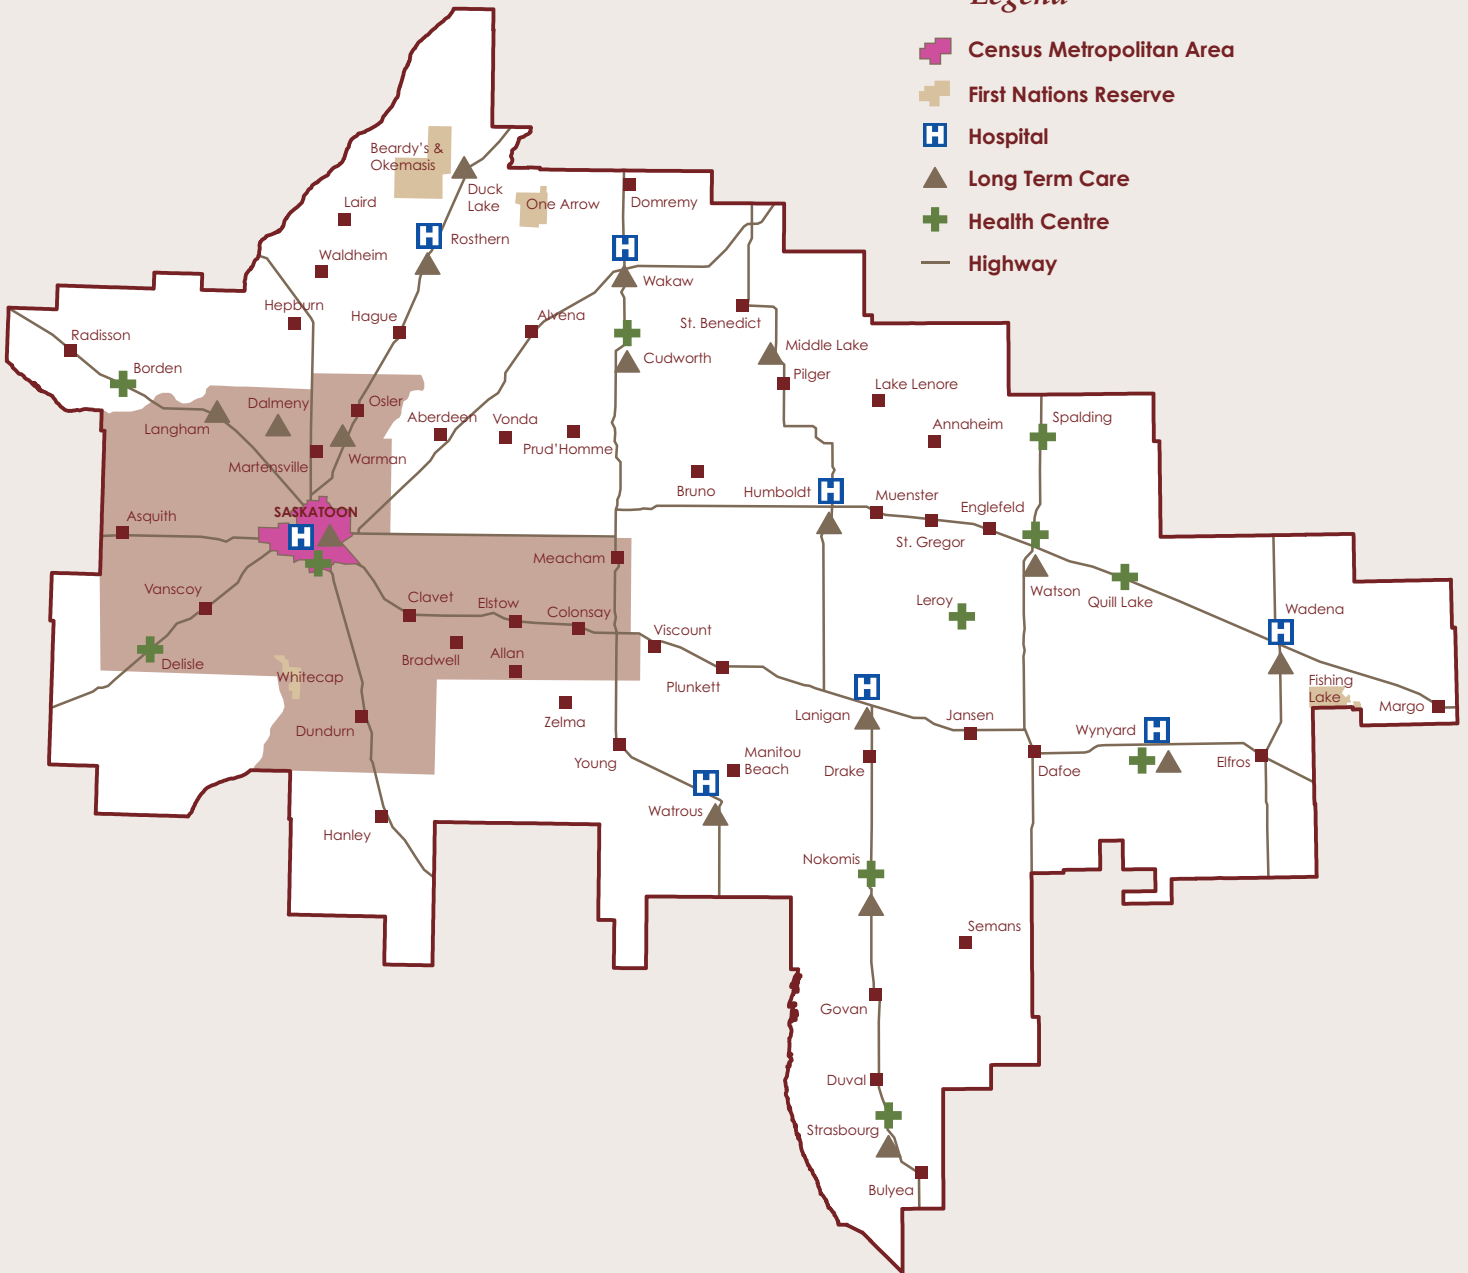 Legend
Census Metropolitan Area
First Nations Reserve
H
Hospital
Long Term Care
Health Centre
Highway
Beardy's &
Okemasis
Duck
Lake
One Arrow
Domremy
Laird
H
Rosthern
Waldheim
H
Wakaw
Hepburn
Hague
Alvena
St. Benedict
Radisson
Borden
Cudworth
Middle Lake
Pilger
Lake Lenore
Dalmeny
Osler
Langham
Aberdeen
Vonda
Prud'Homme
Annaheim
Spalding
Martensville
Warman
Bruno
Humboldt
H
Muenster
St. Gregor
Englefeld
SASKATOON
H
Asquith
Meacham
Watson
Quill Lake
Vanscoy
Clavet
Elstow
Colonsay
Leroy
Wadena
H
Viscount
Bradwell
Allan
Delisle
Whitecap
Plunkett
Fishing
Lake
Margo
H
Lanigan
Jansen
Zelma
Dundurn
Wynyard
H
Young
Manitou
Beach
Drake
Dafoe
Elfros
H
Watrous
Hanley
Nokomis
Semans
Govan
Duval
Strasbourg
Bulyea